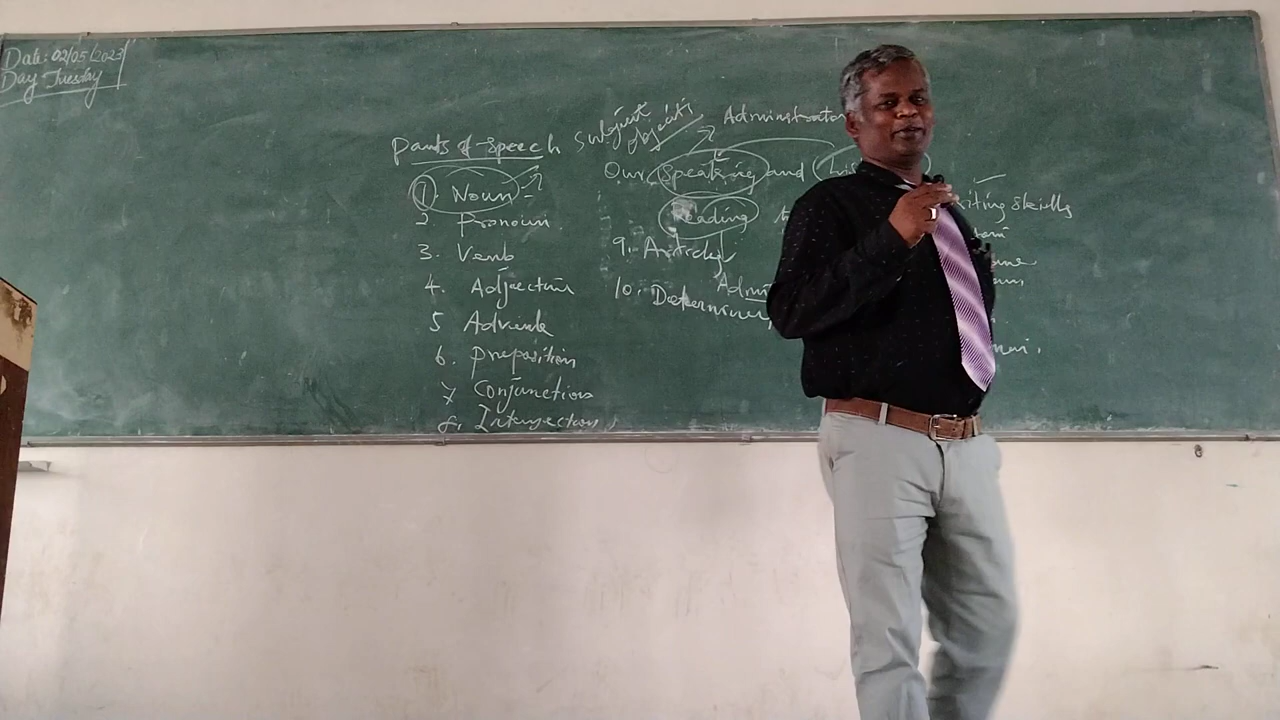 Date: 02/05/2023
Day Tuesday
Parts of Speech
Subject
objects
Administrator
Our Speaking and
Reading
writing skills
1. Noun -
2. Pronoun
3. Verb
4. Adjective
5 Adverb
6. Preposition
7 Conjunction
8. Interjection
9. Article
10. Determiner